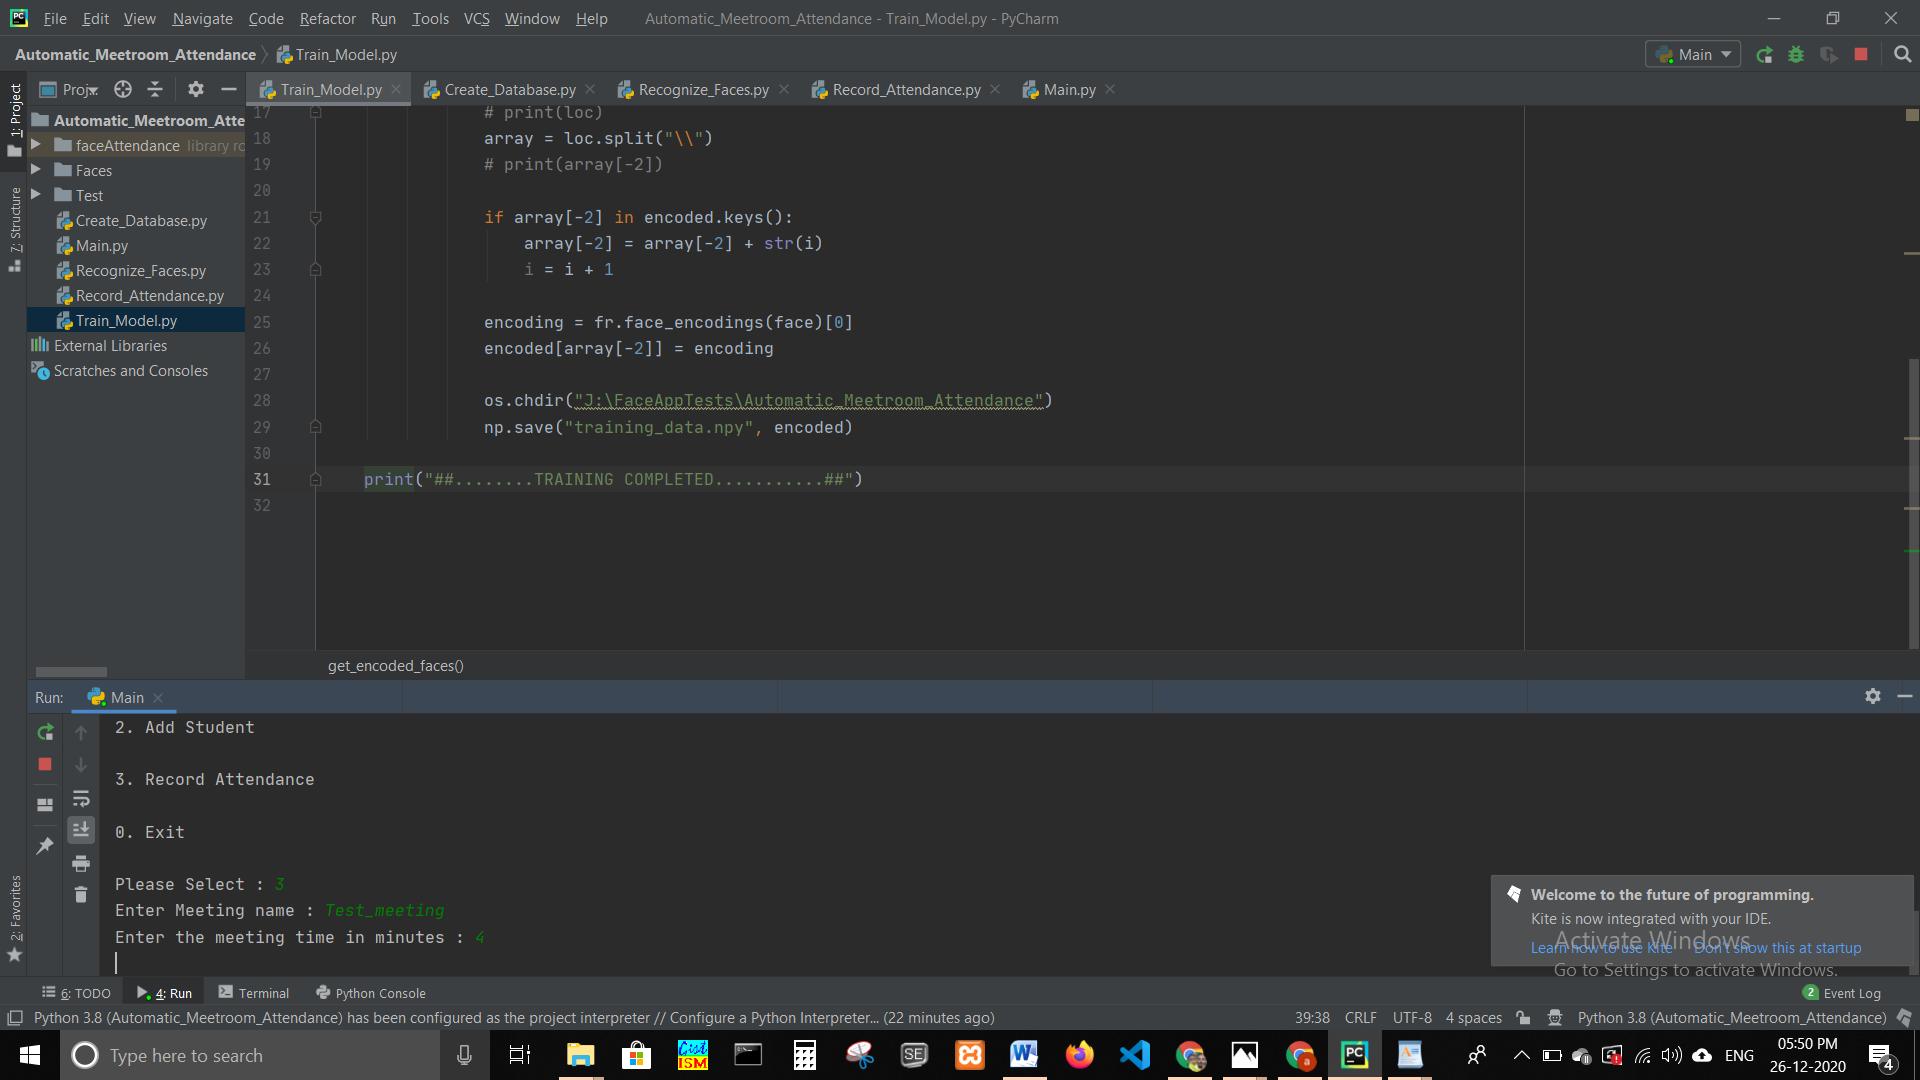 File Edit View Navigate Code Refactor Run Tools VCS Window Help Automatic_Meetroom_Attendance - Train_Model.py - PyCharm
Automatic_Meetroom_Attendance Train_Model.py Main
1: Project
7: Structure
2: Favorites
Proj
Automatic_Meetroom_Atte
faceAttendance library ro
Faces
Test
Create_Database.py
Main.py
Recognize_Faces.py
Record_Attendance.py
Train_Model.py
External Libraries
Scratches and Consoles
Train_Model.py Create_Database.py Recognize_Faces.py Record_Attendance.py Main.py
17 # print(loc)
18 array = loc.split("\\")
19 # print(array[-2])
20
21 if array[-2] in encoded.keys():
22 array[-2] = array[-2] + str(i)
23 i = i + 1
24
25 encoding = fr.face_encodings(face)[0]
26 encoded[array[-2]] = encoding
27
28 os.chdir("J:\FaceAppTests\Automatic_Meetroom_Attendance")
29 np.save("training_data.npy", encoded)
30
31 print("##........TRAINING COMPLETED...........##")
32
get_encoded_faces()
Run: Main
2. Add Student
3. Record Attendance
0. Exit
Please Select : 3
Enter Meeting name : Test_meeting
Enter the meeting time in minutes : 4
Welcome to the future of programming.
Kite is now integrated with your IDE.
Learn how to use Kite Don't show this at startup
Activate Windows
Go to Settings to activate Windows.
6: TODO 4: Run Terminal Python Console 2 Event Log
Python 3.8 (Automatic_Meetroom_Attendance) has been configured as the project interpreter // Configure a Python Interpreter... (22 minutes ago) 39:38 CRLF UTF-8 4 spaces Python 3.8 (Automatic_Meetroom_Attendance)
Type here to search
Gist
ISM
SE
PC
ENG
05:50 PM
26-12-2020
4